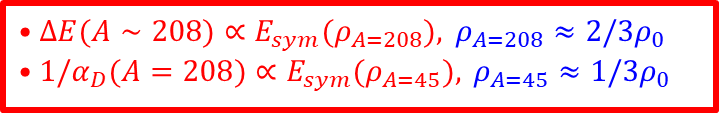 • ΔE(A ∼ 208) ∝ E_sym(ρ_A=208), ρ_A=208 ≈ 2/3ρ_0
• 1/α_D(A = 208) ∝ E_sym(ρ_A=45), ρ_A=45 ≈ 1/3ρ_0